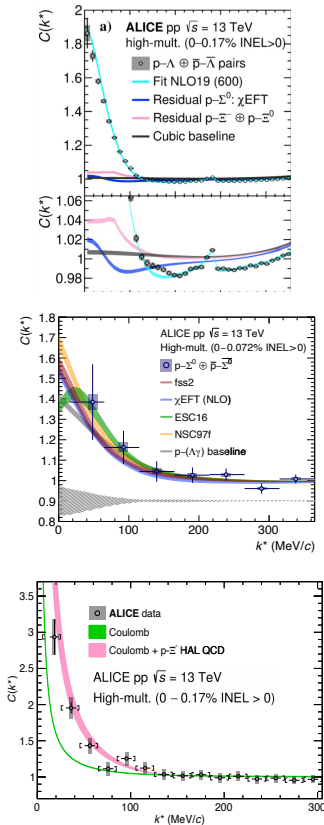 C(k*)
2
1.8
1.6
1.4
1.2
1
a) ALICE pp √s = 13 TeV
high-mult. (0–0.17% INEL>0)
p–Λ ⊕ p̅–Λ̅ pairs
Fit NLO19 (600)
Residual p–Σ⁰: χEFT
Residual p–Ξ⁻ ⊕ p–Ξ⁰
Cubic baseline
C(k*)
1.06
1.04
1.02
1
0.98
C(k*)
1.8
1.7
1.6
1.5
1.4
1.3
1.2
1.1
1.0
0.9
0.8
ALICE pp √s = 13 TeV
High-mult. (0–0.072% INEL>0)
p–Σ⁰ ⊕ p̅–Σ̅⁰
fss2
χEFT (NLO)
ESC16
NSC97f
p–(Λγ) baseline
0 50 100 150 200 250 300 350
k* (MeV/c)
C(k*)
3.5
3
2.5
2
1.5
1
ALICE data
Coulomb
Coulomb + p-Ξ⁻ HAL QCD
ALICE pp √s = 13 TeV
High-mult. (0 – 0.17% INEL > 0)
0 100 200 300
k* (MeV/c)